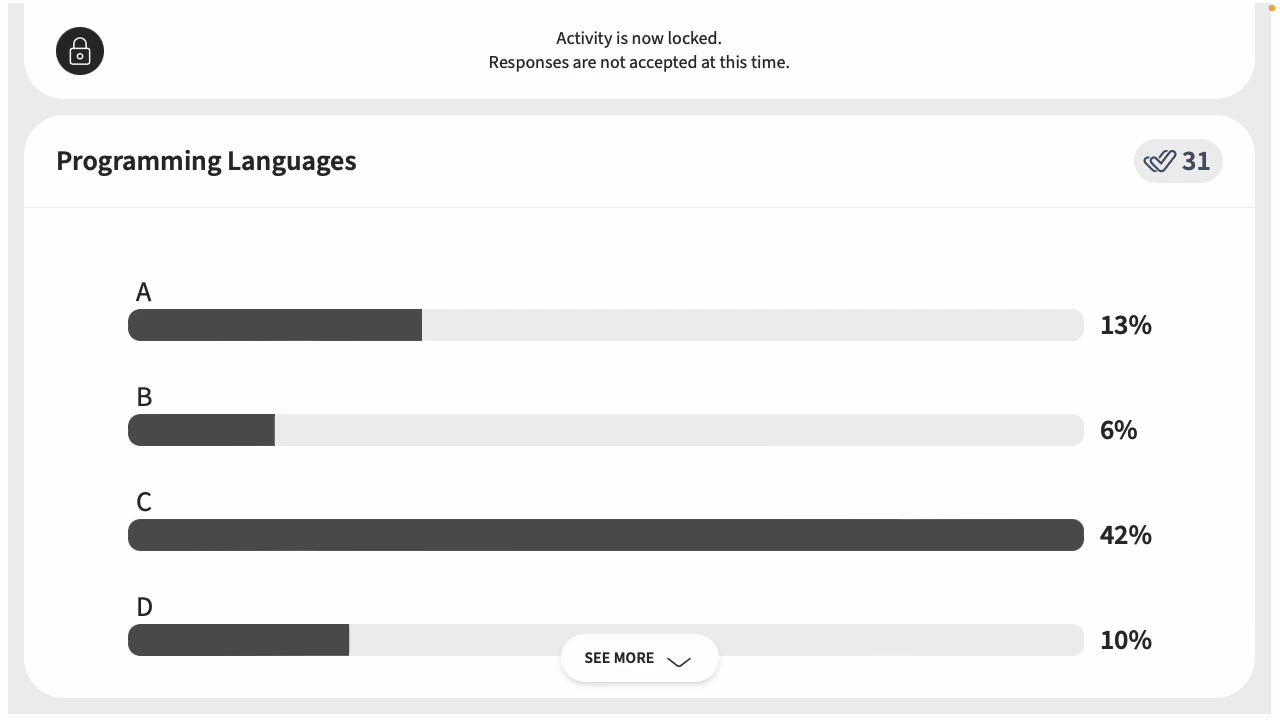 Activity is now locked.
Responses are not accepted at this time.
Programming Languages
31
A
13%
B
6%
C
42%
D
10%
SEE MORE